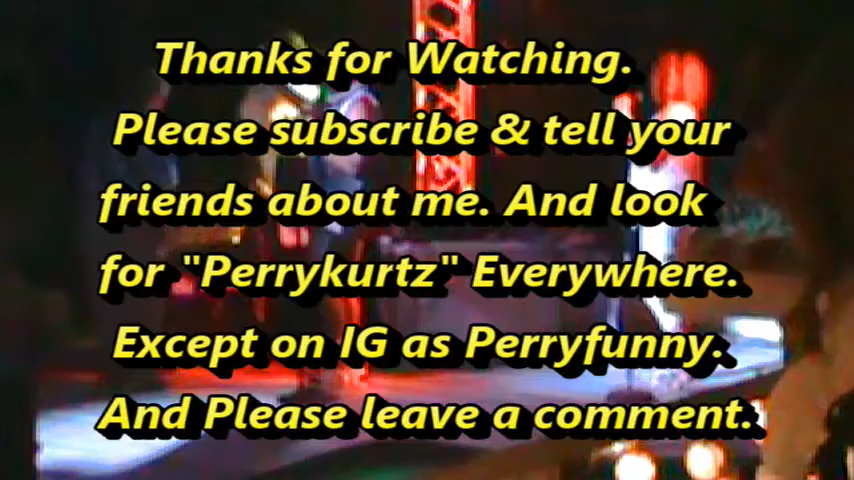 Thanks for Watching.
Please subscribe & tell your
friends about me. And look
for "Perrykurtz" Everywhere.
Except on IG as Perryfunny.
And Please leave a comment.